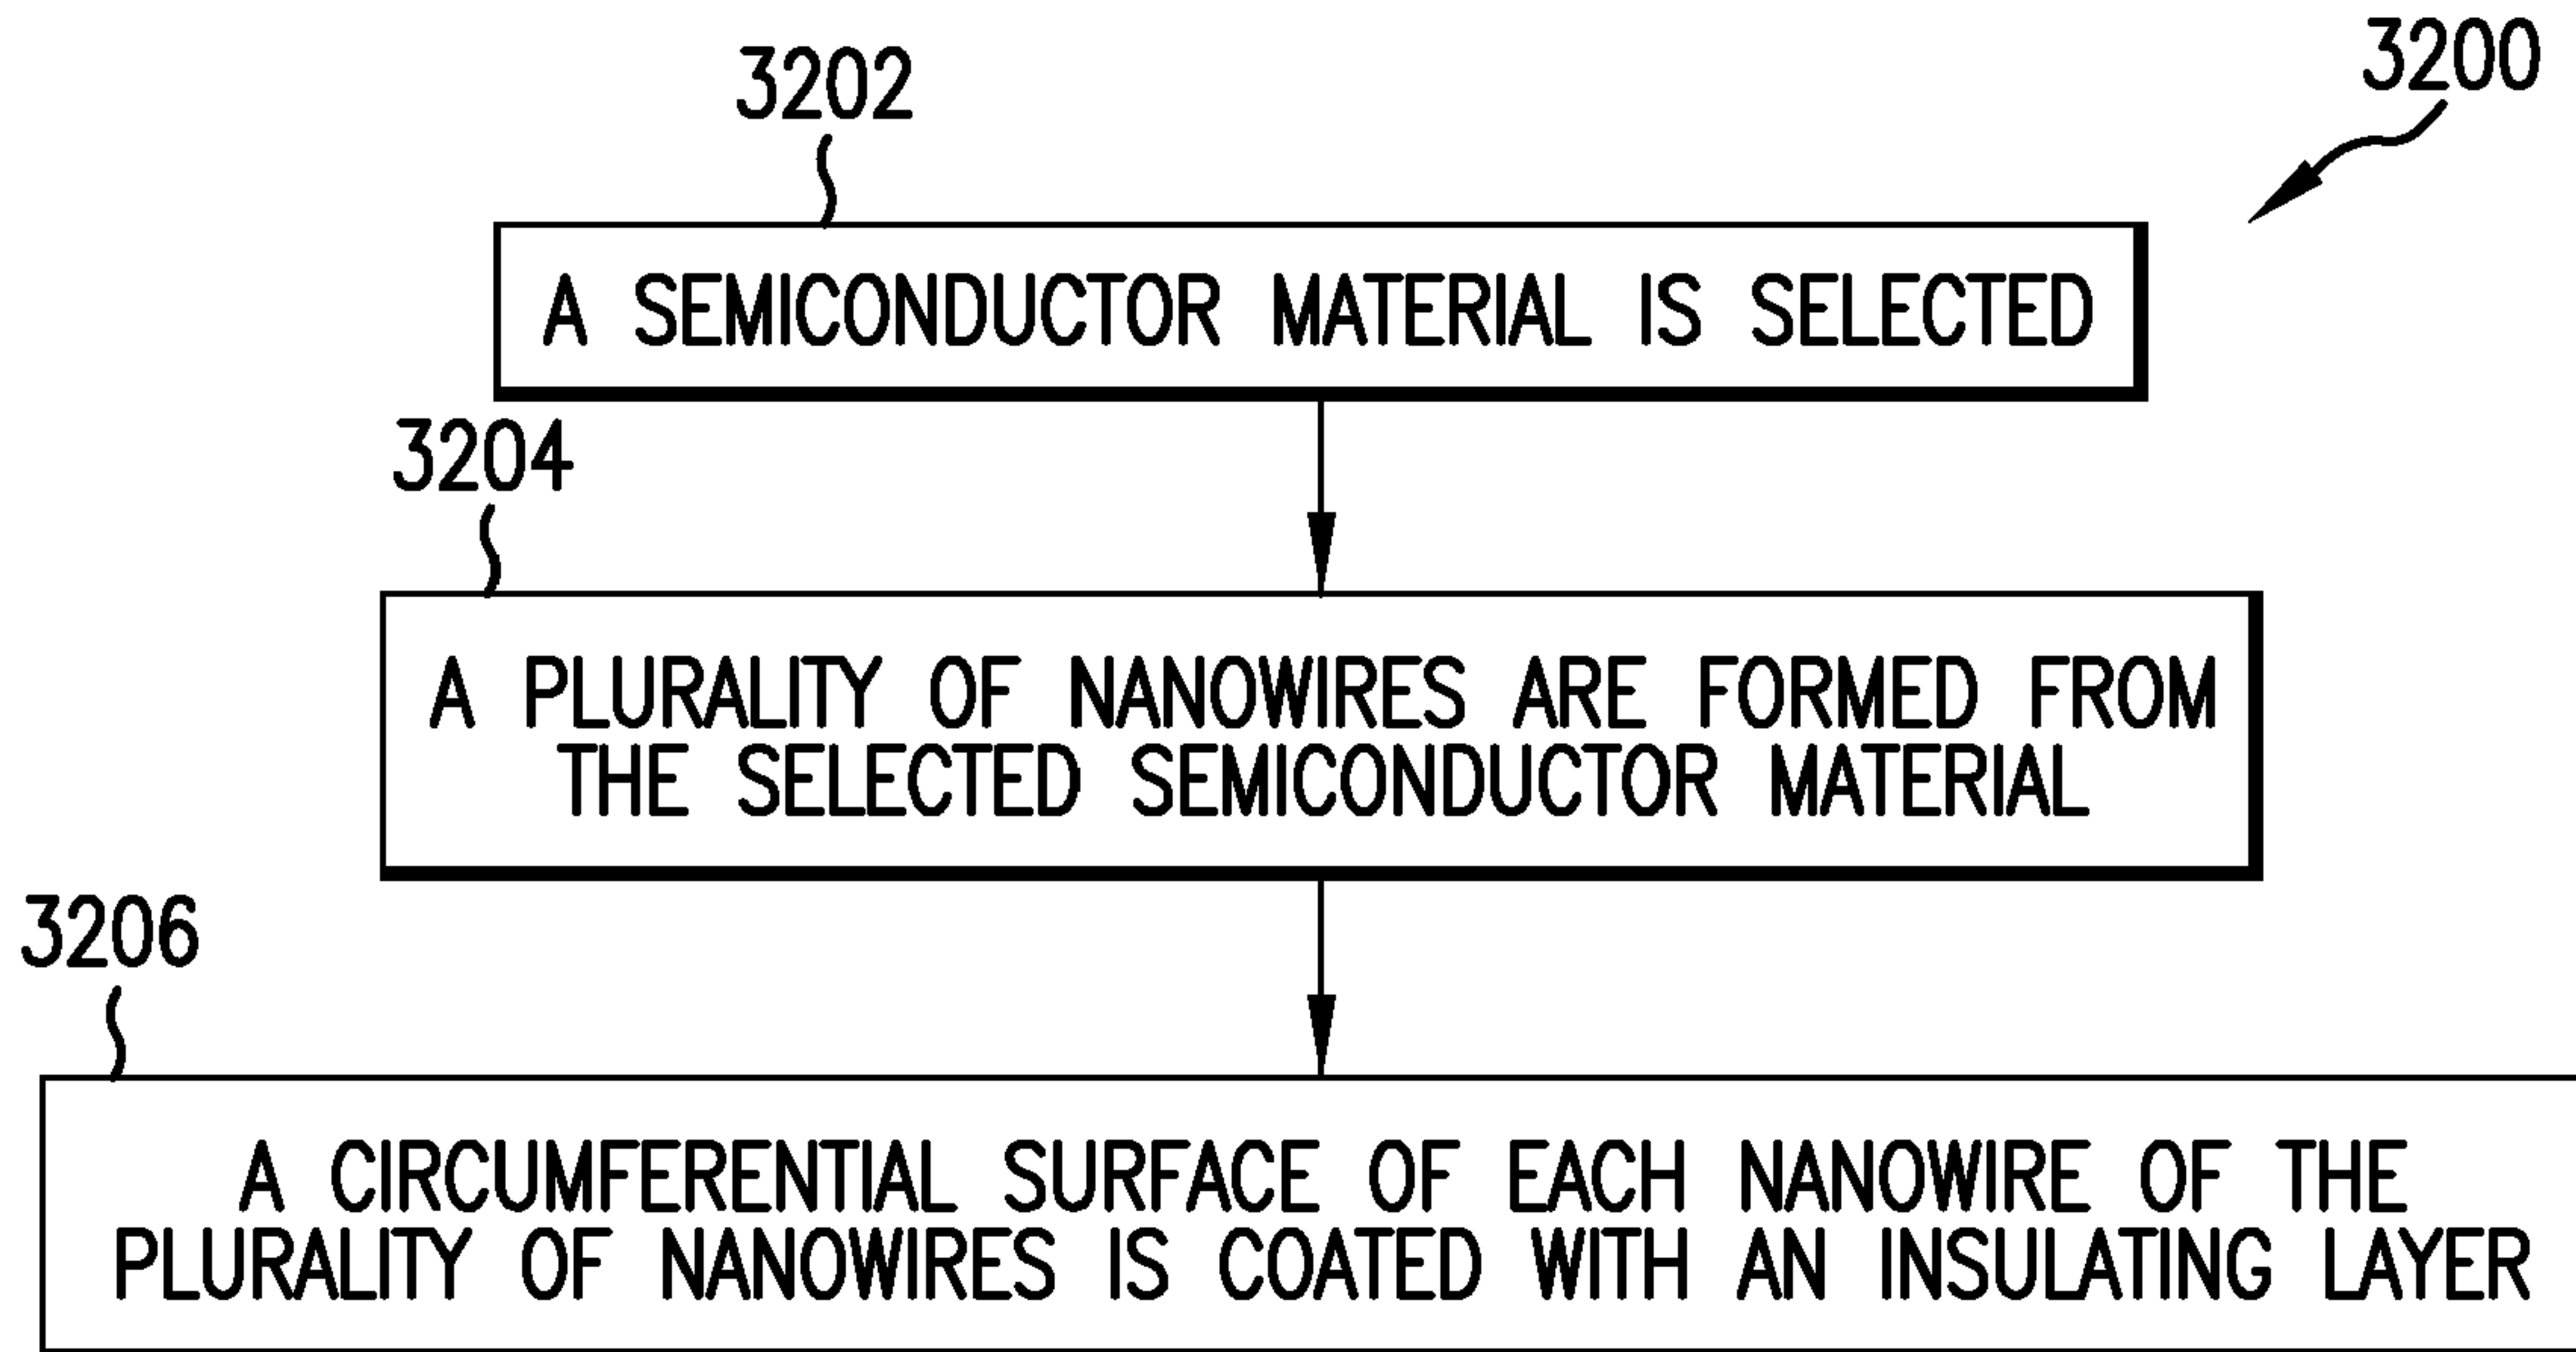 3200
3202
A SEMICONDUCTOR MATERIAL IS SELECTED
3204
A PLURALITY OF NANOWIRES ARE FORMED FROM
THE SELECTED SEMICONDUCTOR MATERIAL
3206
A CIRCUMFERENTIAL SURFACE OF EACH NANOWIRE OF THE
PLURALITY OF NANOWIRES IS COATED WITH AN INSULATING LAYER